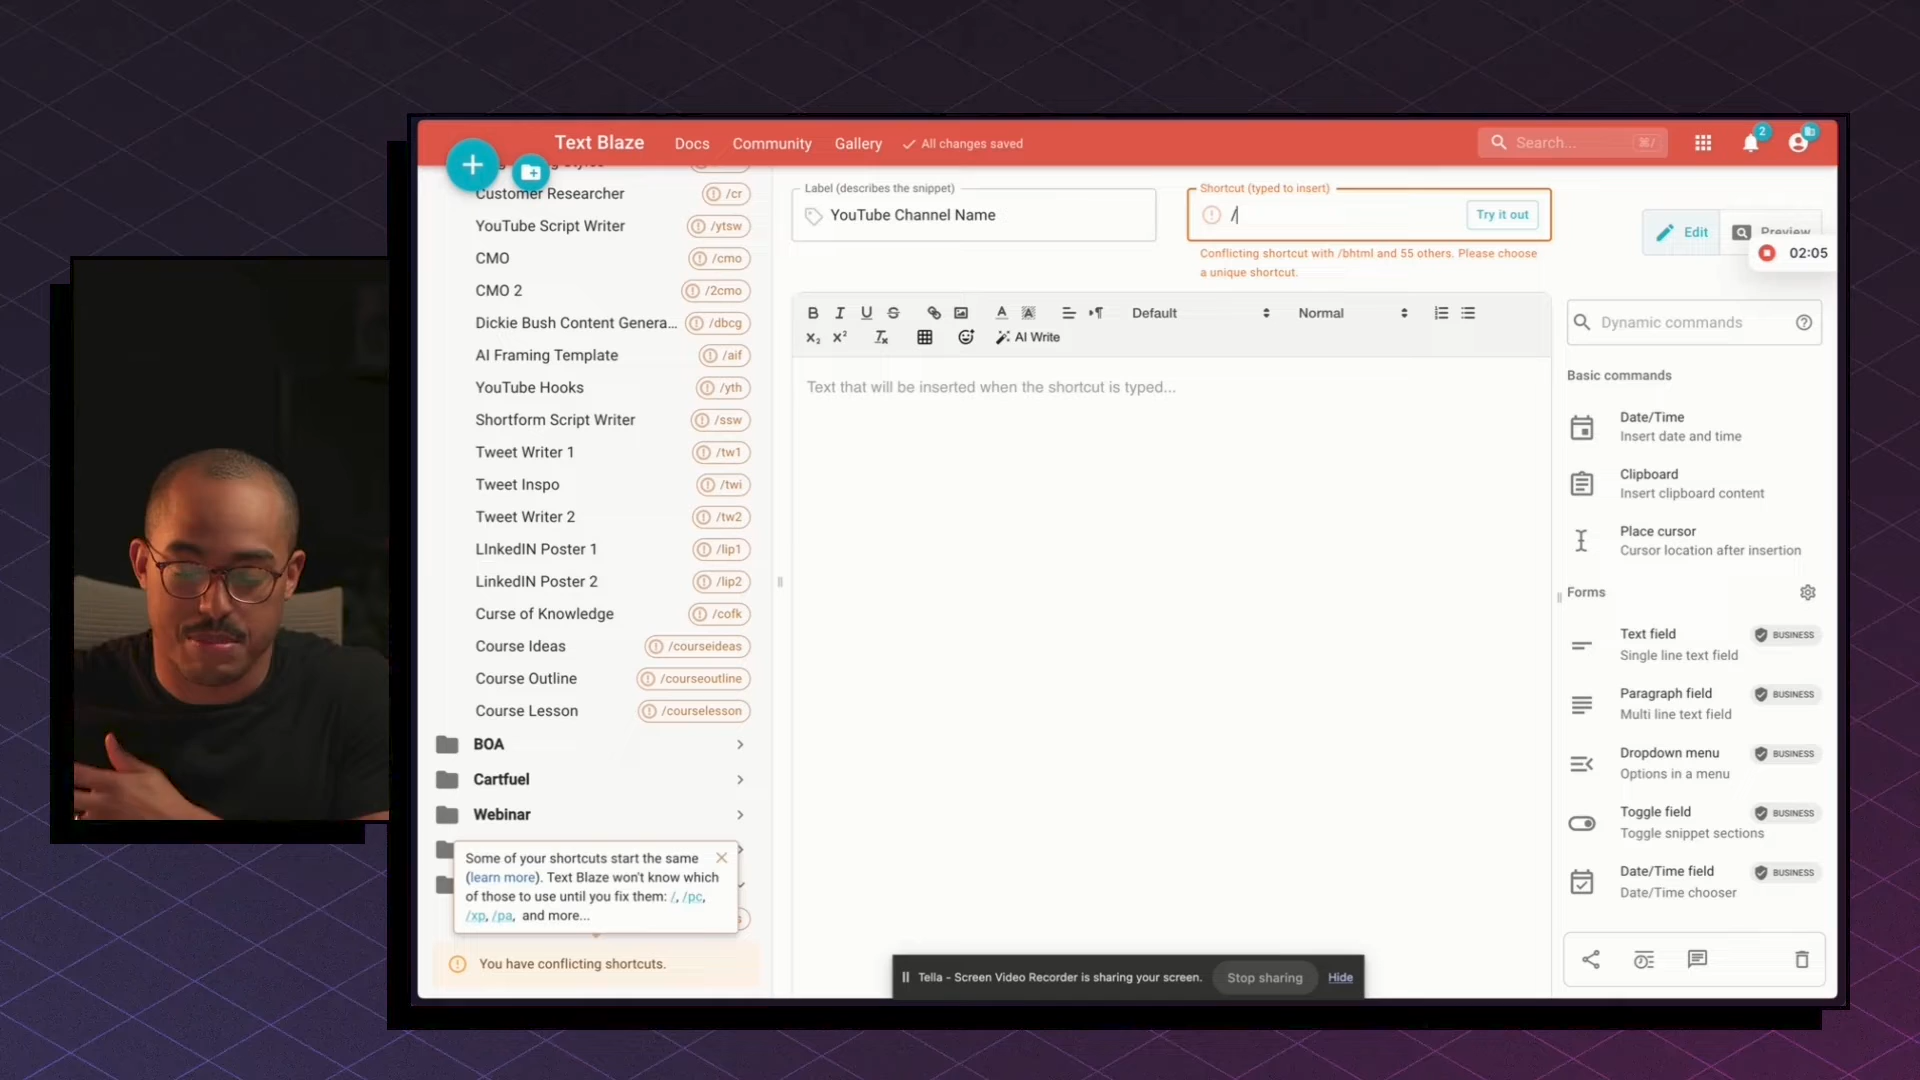 Text Blaze
Docs
Community
Gallery
All changes saved
Search...
⌘/
2
Customer Researcher /cr
YouTube Script Writer /ytsw
CMO /cmo
CMO 2 /2cmo
Dickie Bush Content Genera... /dbcg
AI Framing Template /aif
YouTube Hooks /yth
Shortform Script Writer /ssw
Tweet Writer 1 /tw1
Tweet Inspo /twi
Tweet Writer 2 /tw2
LInkedIN Poster 1 /lip1
LinkedIN Poster 2 /lip2
Curse of Knowledge /cofk
Course Ideas /courseideas
Course Outline /courseoutline
Course Lesson /courselesson
BOA
Cartfuel
Webinar
Some of your shortcuts start the same
(learn more). Text Blaze won't know which
of those to use until you fix them: /, /pc,
/xp, /pa, and more...
You have conflicting shortcuts.
Label (describes the snippet)
YouTube Channel Name
Shortcut (typed to insert)
/
Try it out
Conflicting shortcut with /bhtml and 55 others. Please choose
a unique shortcut.
Edit
Preview
02:05
Default
Normal
AI Write
Text that will be inserted when the shortcut is typed...
Dynamic commands
Basic commands
Date/Time
Insert date and time
Clipboard
Insert clipboard content
Place cursor
Cursor location after insertion
Forms
Text field BUSINESS
Single line text field
Paragraph field BUSINESS
Multi line text field
Dropdown menu BUSINESS
Options in a menu
Toggle field BUSINESS
Toggle snippet sections
Date/Time field BUSINESS
Date/Time chooser
Tella - Screen Video Recorder is sharing your screen.
Stop sharing
Hide